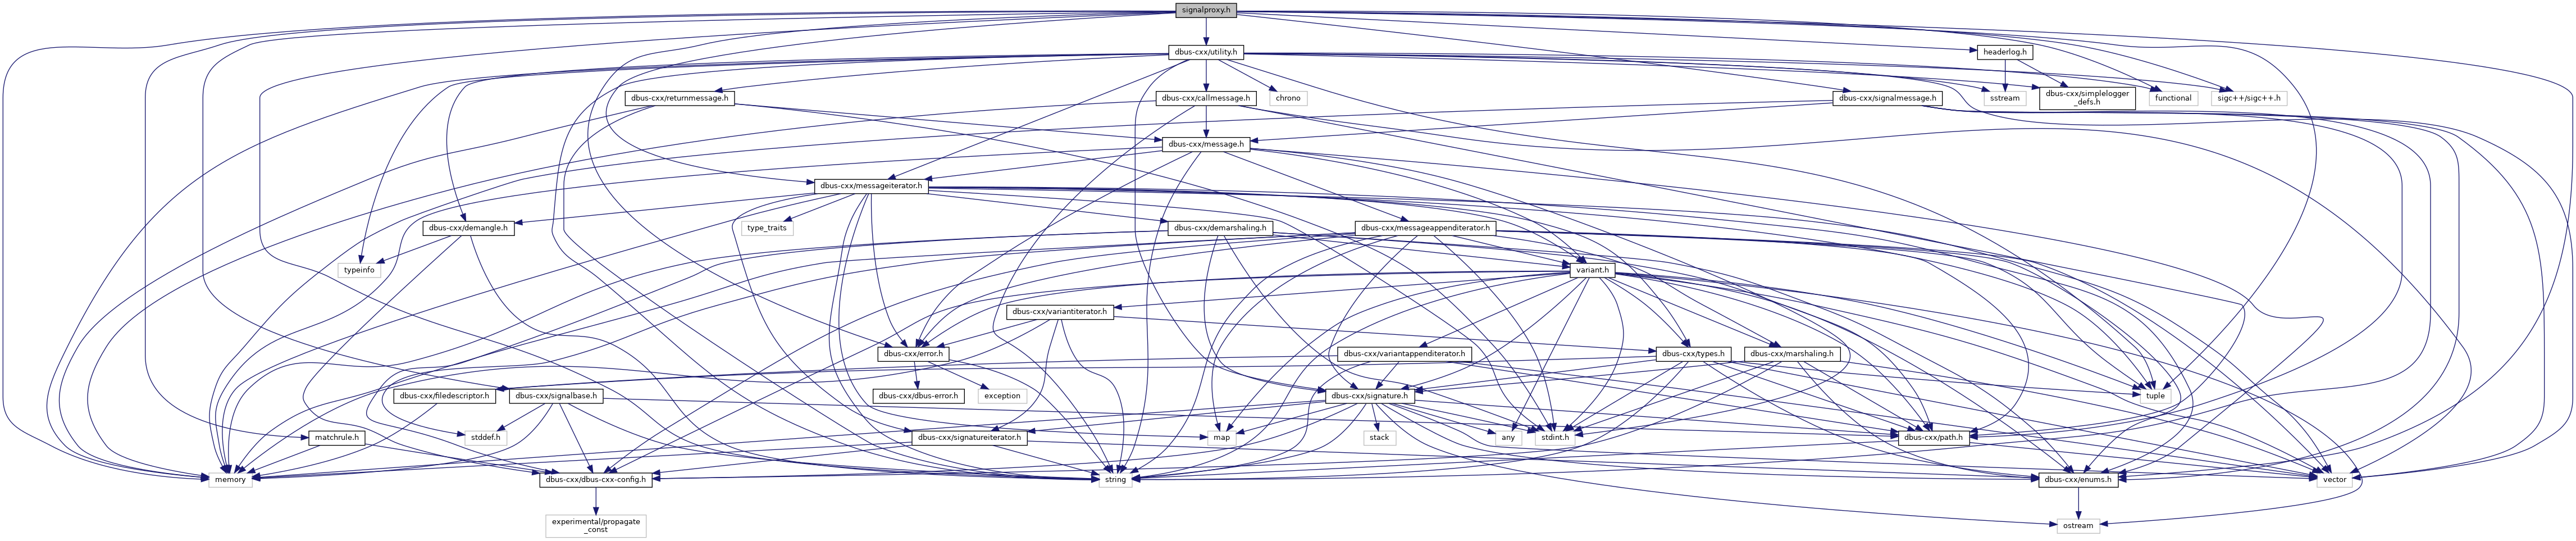 signalproxy.h
dbus-cxx/utility.h
headerlog.h
dbus-cxx/returnmessage.h
dbus-cxx/callmessage.h
chrono
dbus-cxx/signalmessage.h
sstream
dbus-cxx/simplelogger
_defs.h
functional
sigc++/sigc++.h
dbus-cxx/message.h
dbus-cxx/messageiterator.h
dbus-cxx/demangle.h
type_traits
dbus-cxx/demarshaling.h
dbus-cxx/messageappenditerator.h
typeinfo
variant.h
dbus-cxx/variantiterator.h
dbus-cxx/error.h
dbus-cxx/variantappenditerator.h
dbus-cxx/types.h
dbus-cxx/marshaling.h
dbus-cxx/filedescriptor.h
dbus-cxx/signalbase.h
dbus-cxx/dbus-error.h
exception
dbus-cxx/signature.h
tuple
matchrule.h
stddef.h
dbus-cxx/signatureiterator.h
map
stack
any
stdint.h
dbus-cxx/path.h
memory
dbus-cxx/dbus-cxx-config.h
string
dbus-cxx/enums.h
vector
experimental/propagate
_const
ostream